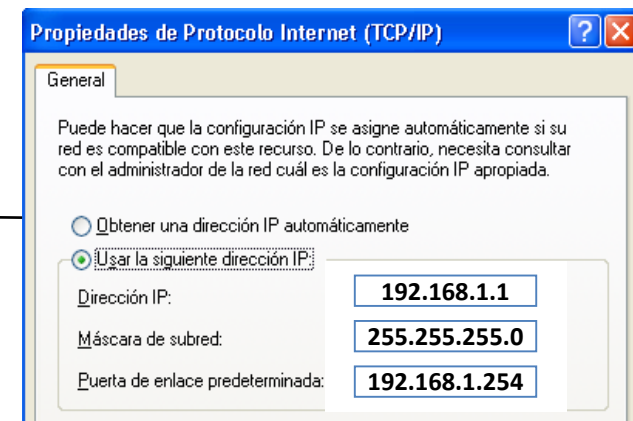 Propiedades de Protocolo Internet (TCP/IP)
General
Puede hacer que la configuración IP se asigne automáticamente si su
red es compatible con este recurso. De lo contrario, necesita consultar
con el administrador de la red cuál es la configuración IP apropiada.
Obtener una dirección IP automáticamente
Usar la siguiente dirección IP:
Dirección IP: 192.168.1.1
Máscara de subred: 255.255.255.0
Puerta de enlace predeterminada: 192.168.1.254